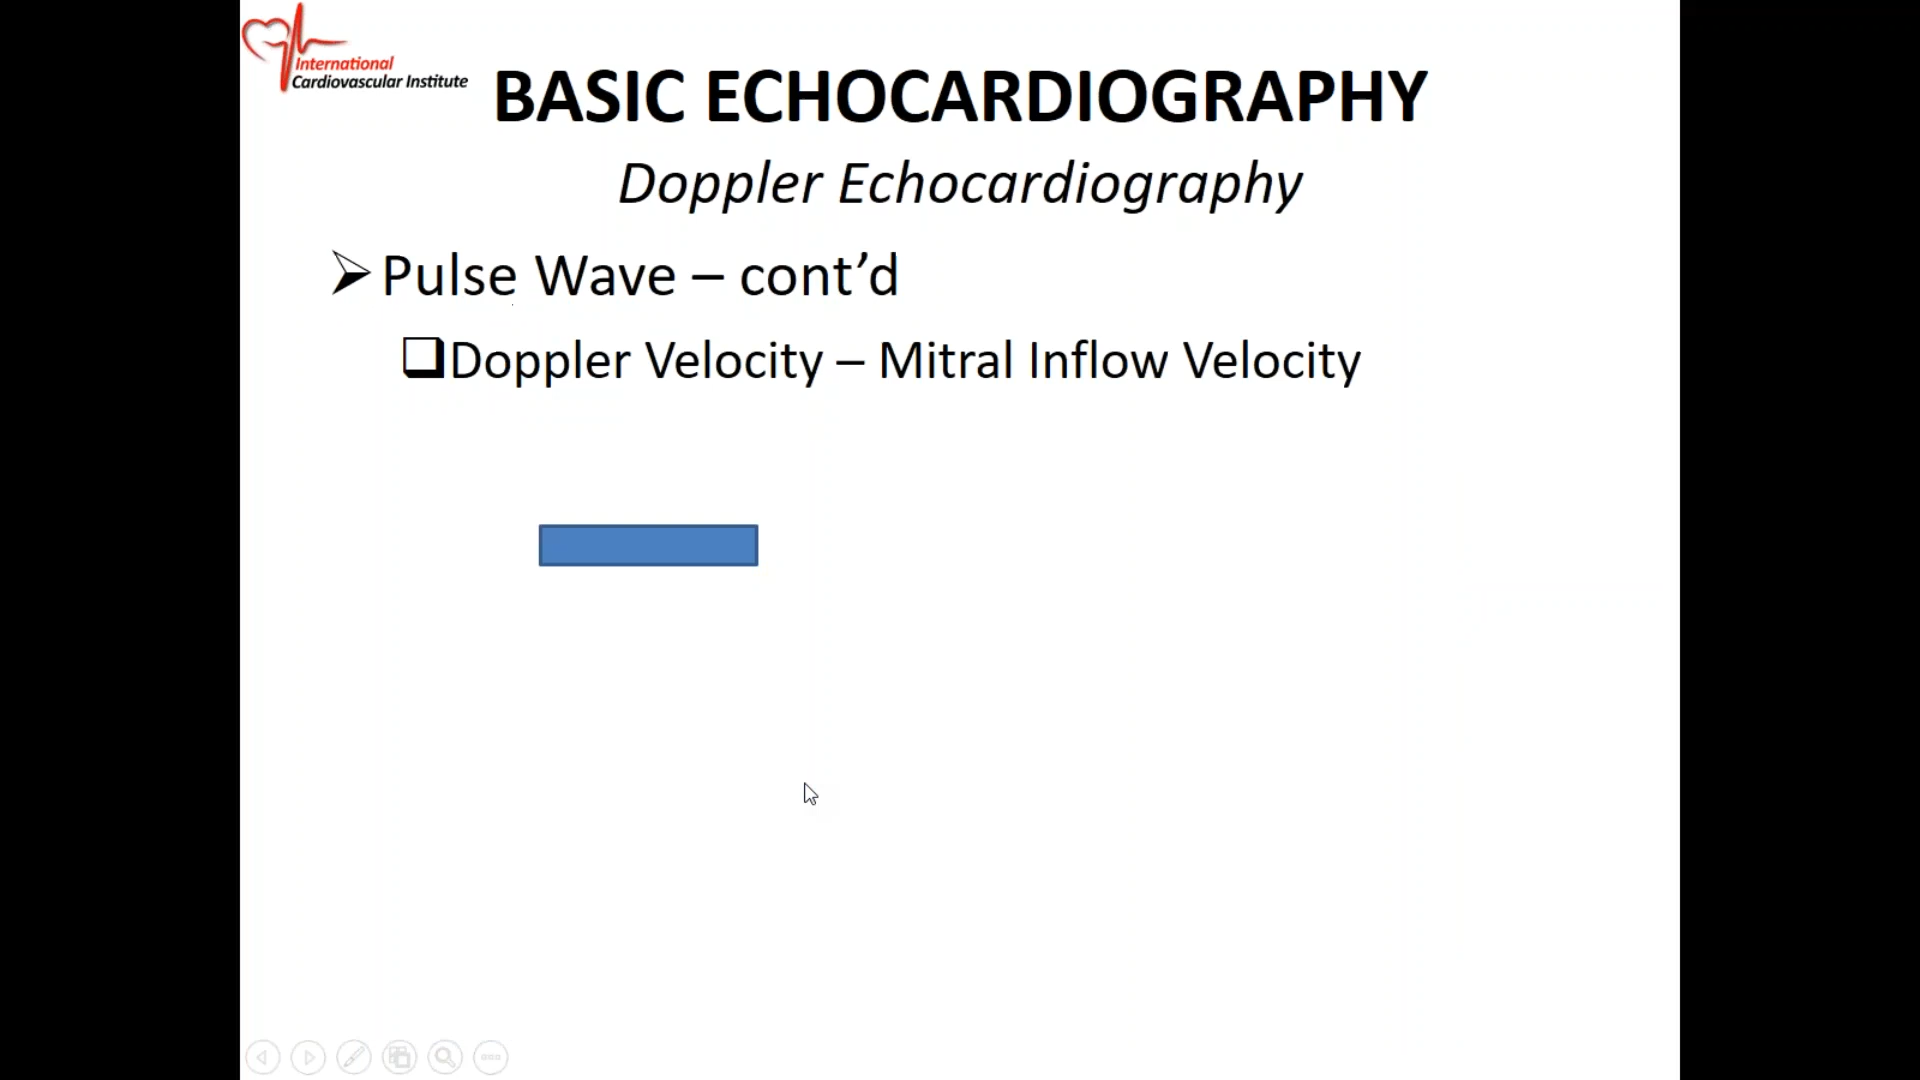 International
Cardiovascular Institute
BASIC ECHOCARDIOGRAPHY
Doppler Echocardiography
Pulse Wave – cont’d
Doppler Velocity – Mitral Inflow Velocity